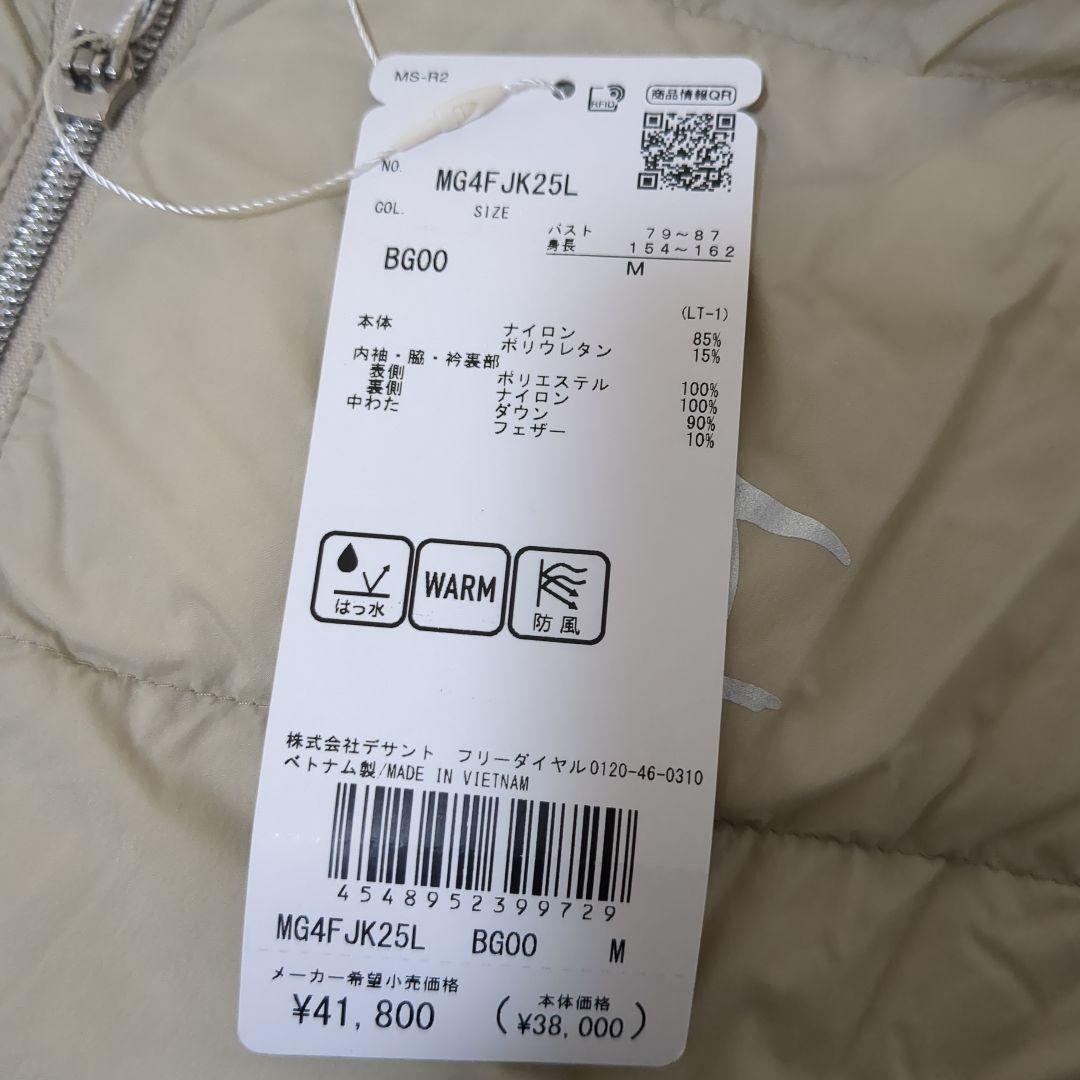 MS-R2
RFID
商品情報QR
NO.
MG4FJK25L
COL.
SIZE
バスト 79~87
身長 154~162
BG00
M
(LT-1)
本体 ナイロン 85%
ポリウレタン 15%
内袖・脇・衿裏部
表側 ポリエステル 100%
裏側 ナイロン 100%
中わた ダウン 90%
フェザー 10%
はっ水
WARM
防風
株式会社デサント フリーダイヤル0120-46-0310
ベトナム製/MADE IN VIETNAM
4548952399729
MG4FJK25L BG00 M
メーカー希望小売価格
¥41,800
(本体価格 ¥38,000)